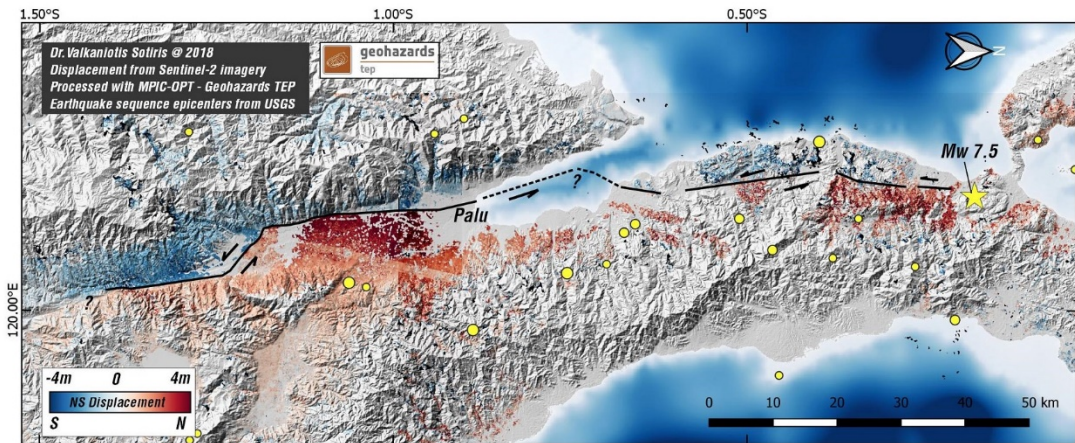 1.50°S
1.00°S
0.50°S
Dr.Valkaniotis Sotiris @ 2018
Displacement from Sentinel-2 imagery
Processed with MPIC-OPT - Geohazards TEP
Earthquake sequence epicenters from USGS
geohazards
tep
N
Mw 7.5
?
Palu
?
120.00°E
-4m 0 4m
NS Displacement
S N
0 10 20 30 40 50 km